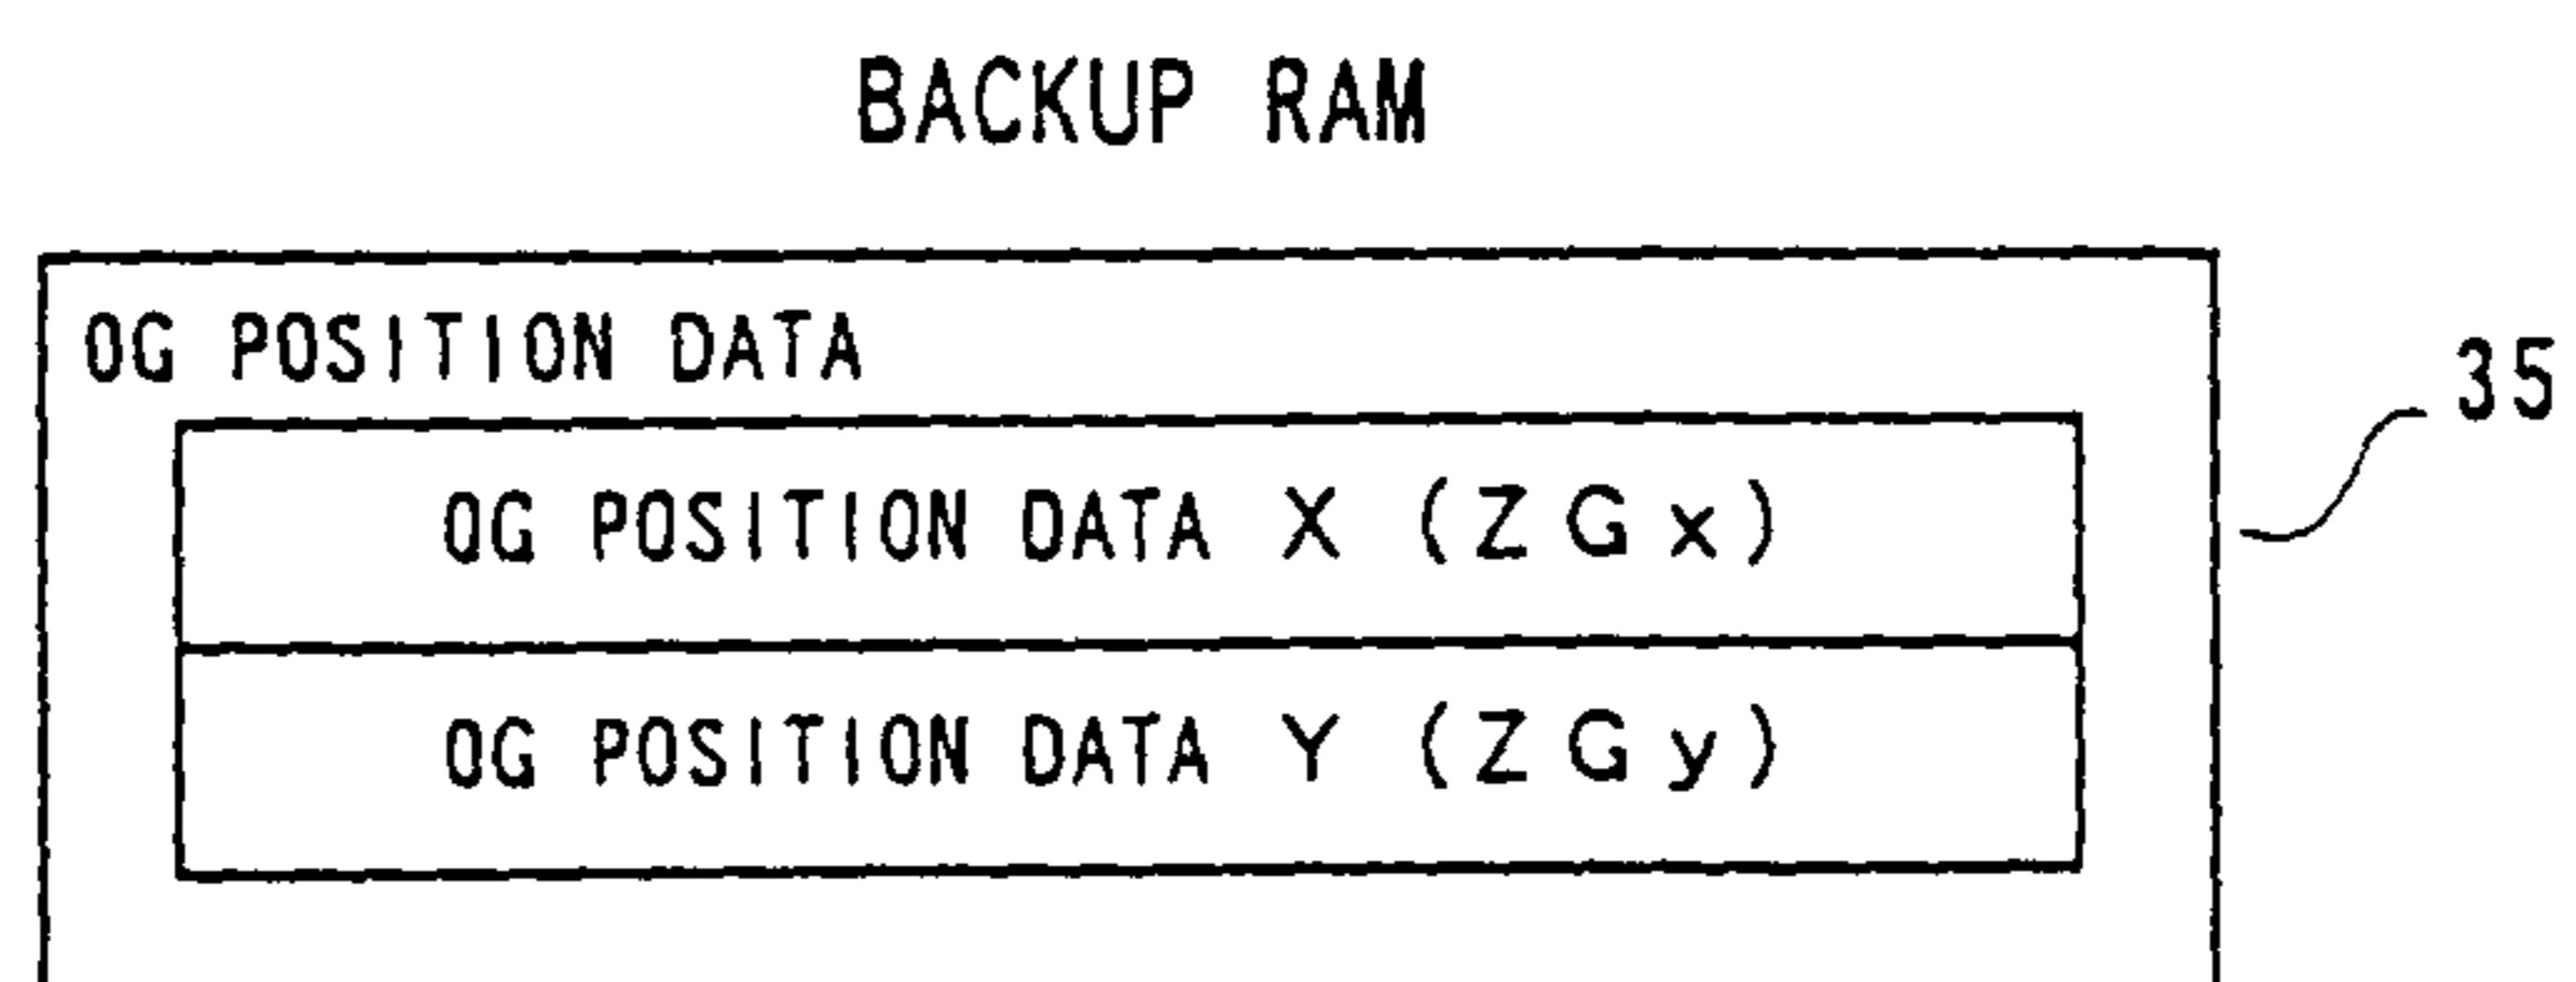 BACKUP RAM
0G POSITION DATA
35
0G POSITION DATA X (ZGx)
0G POSITION DATA Y (ZGy)